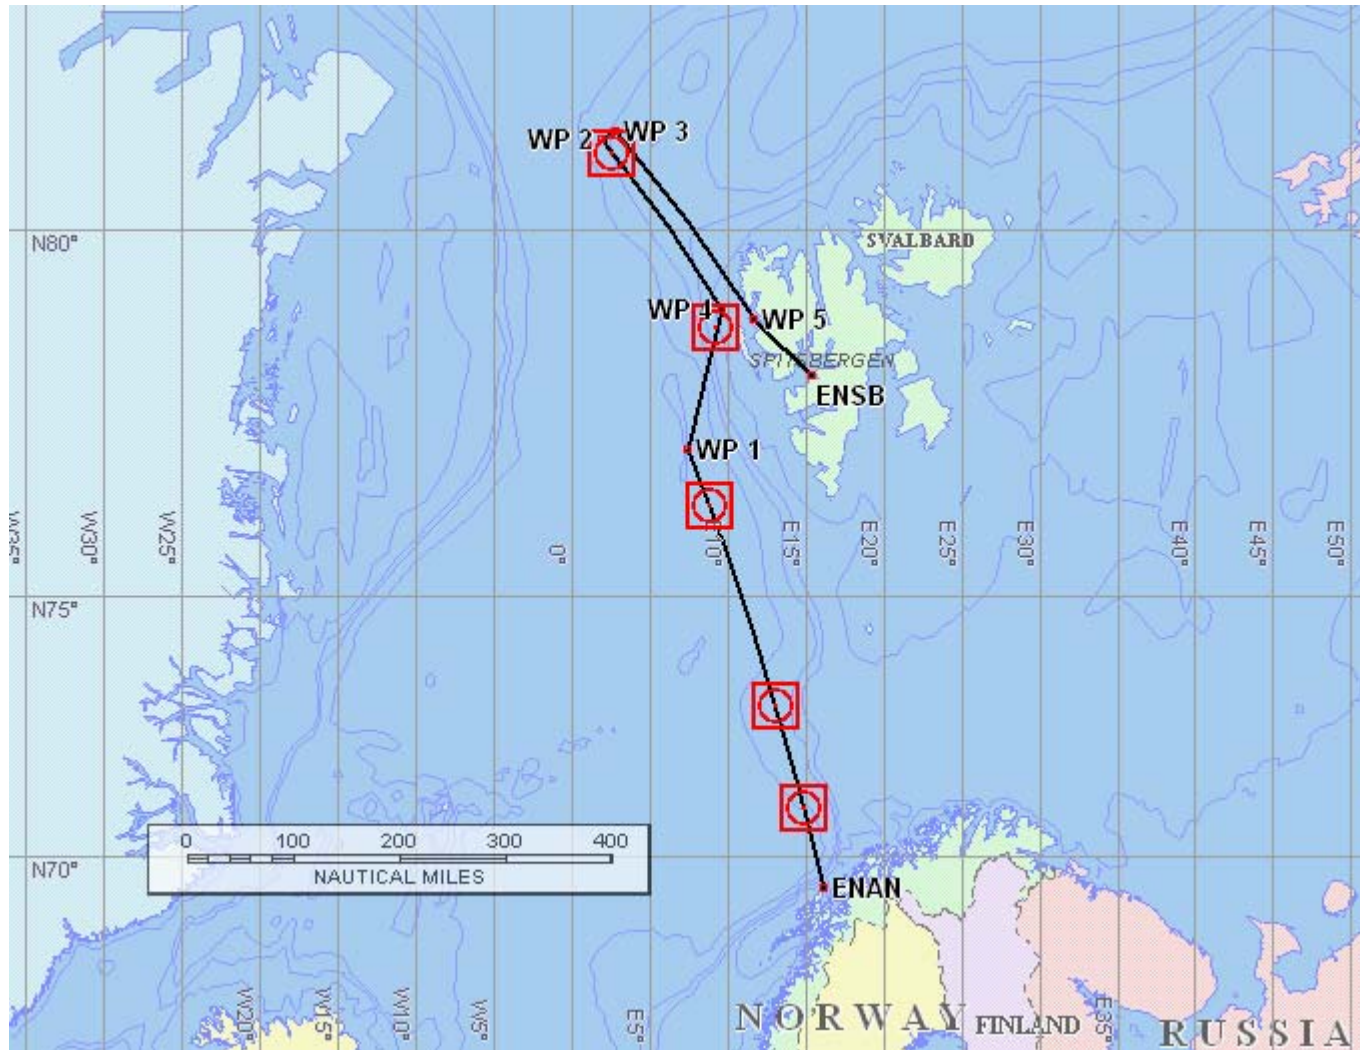 WP 2
WP 3
N80°
SVALBARD
WP 4
WP 5
SPITSBERGEN
ENSB
WP 1
W35°
W30°
W25°
0°
E10°
E15°
E20°
E25°
E30°
E40°
E45°
E50°
N75°
0 100 200 300 400
NAUTICAL MILES
N70°
ENAN
W20°
W15°
W10°
W5°
E5°
E35°
NORWAY
FINLAND
RUSSIA